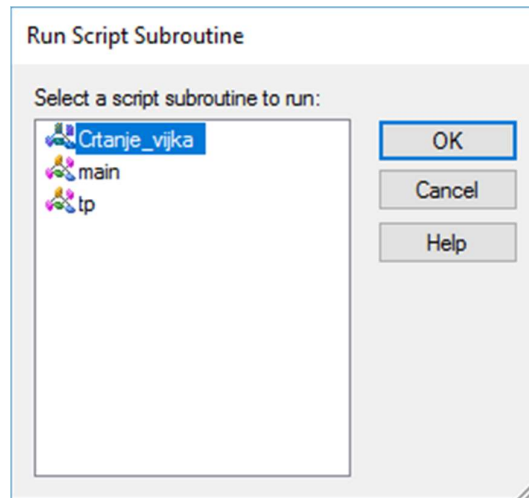 Run Script Subroutine
Select a script subroutine to run:
Crtanje_vijka
main
tp
OK
Cancel
Help